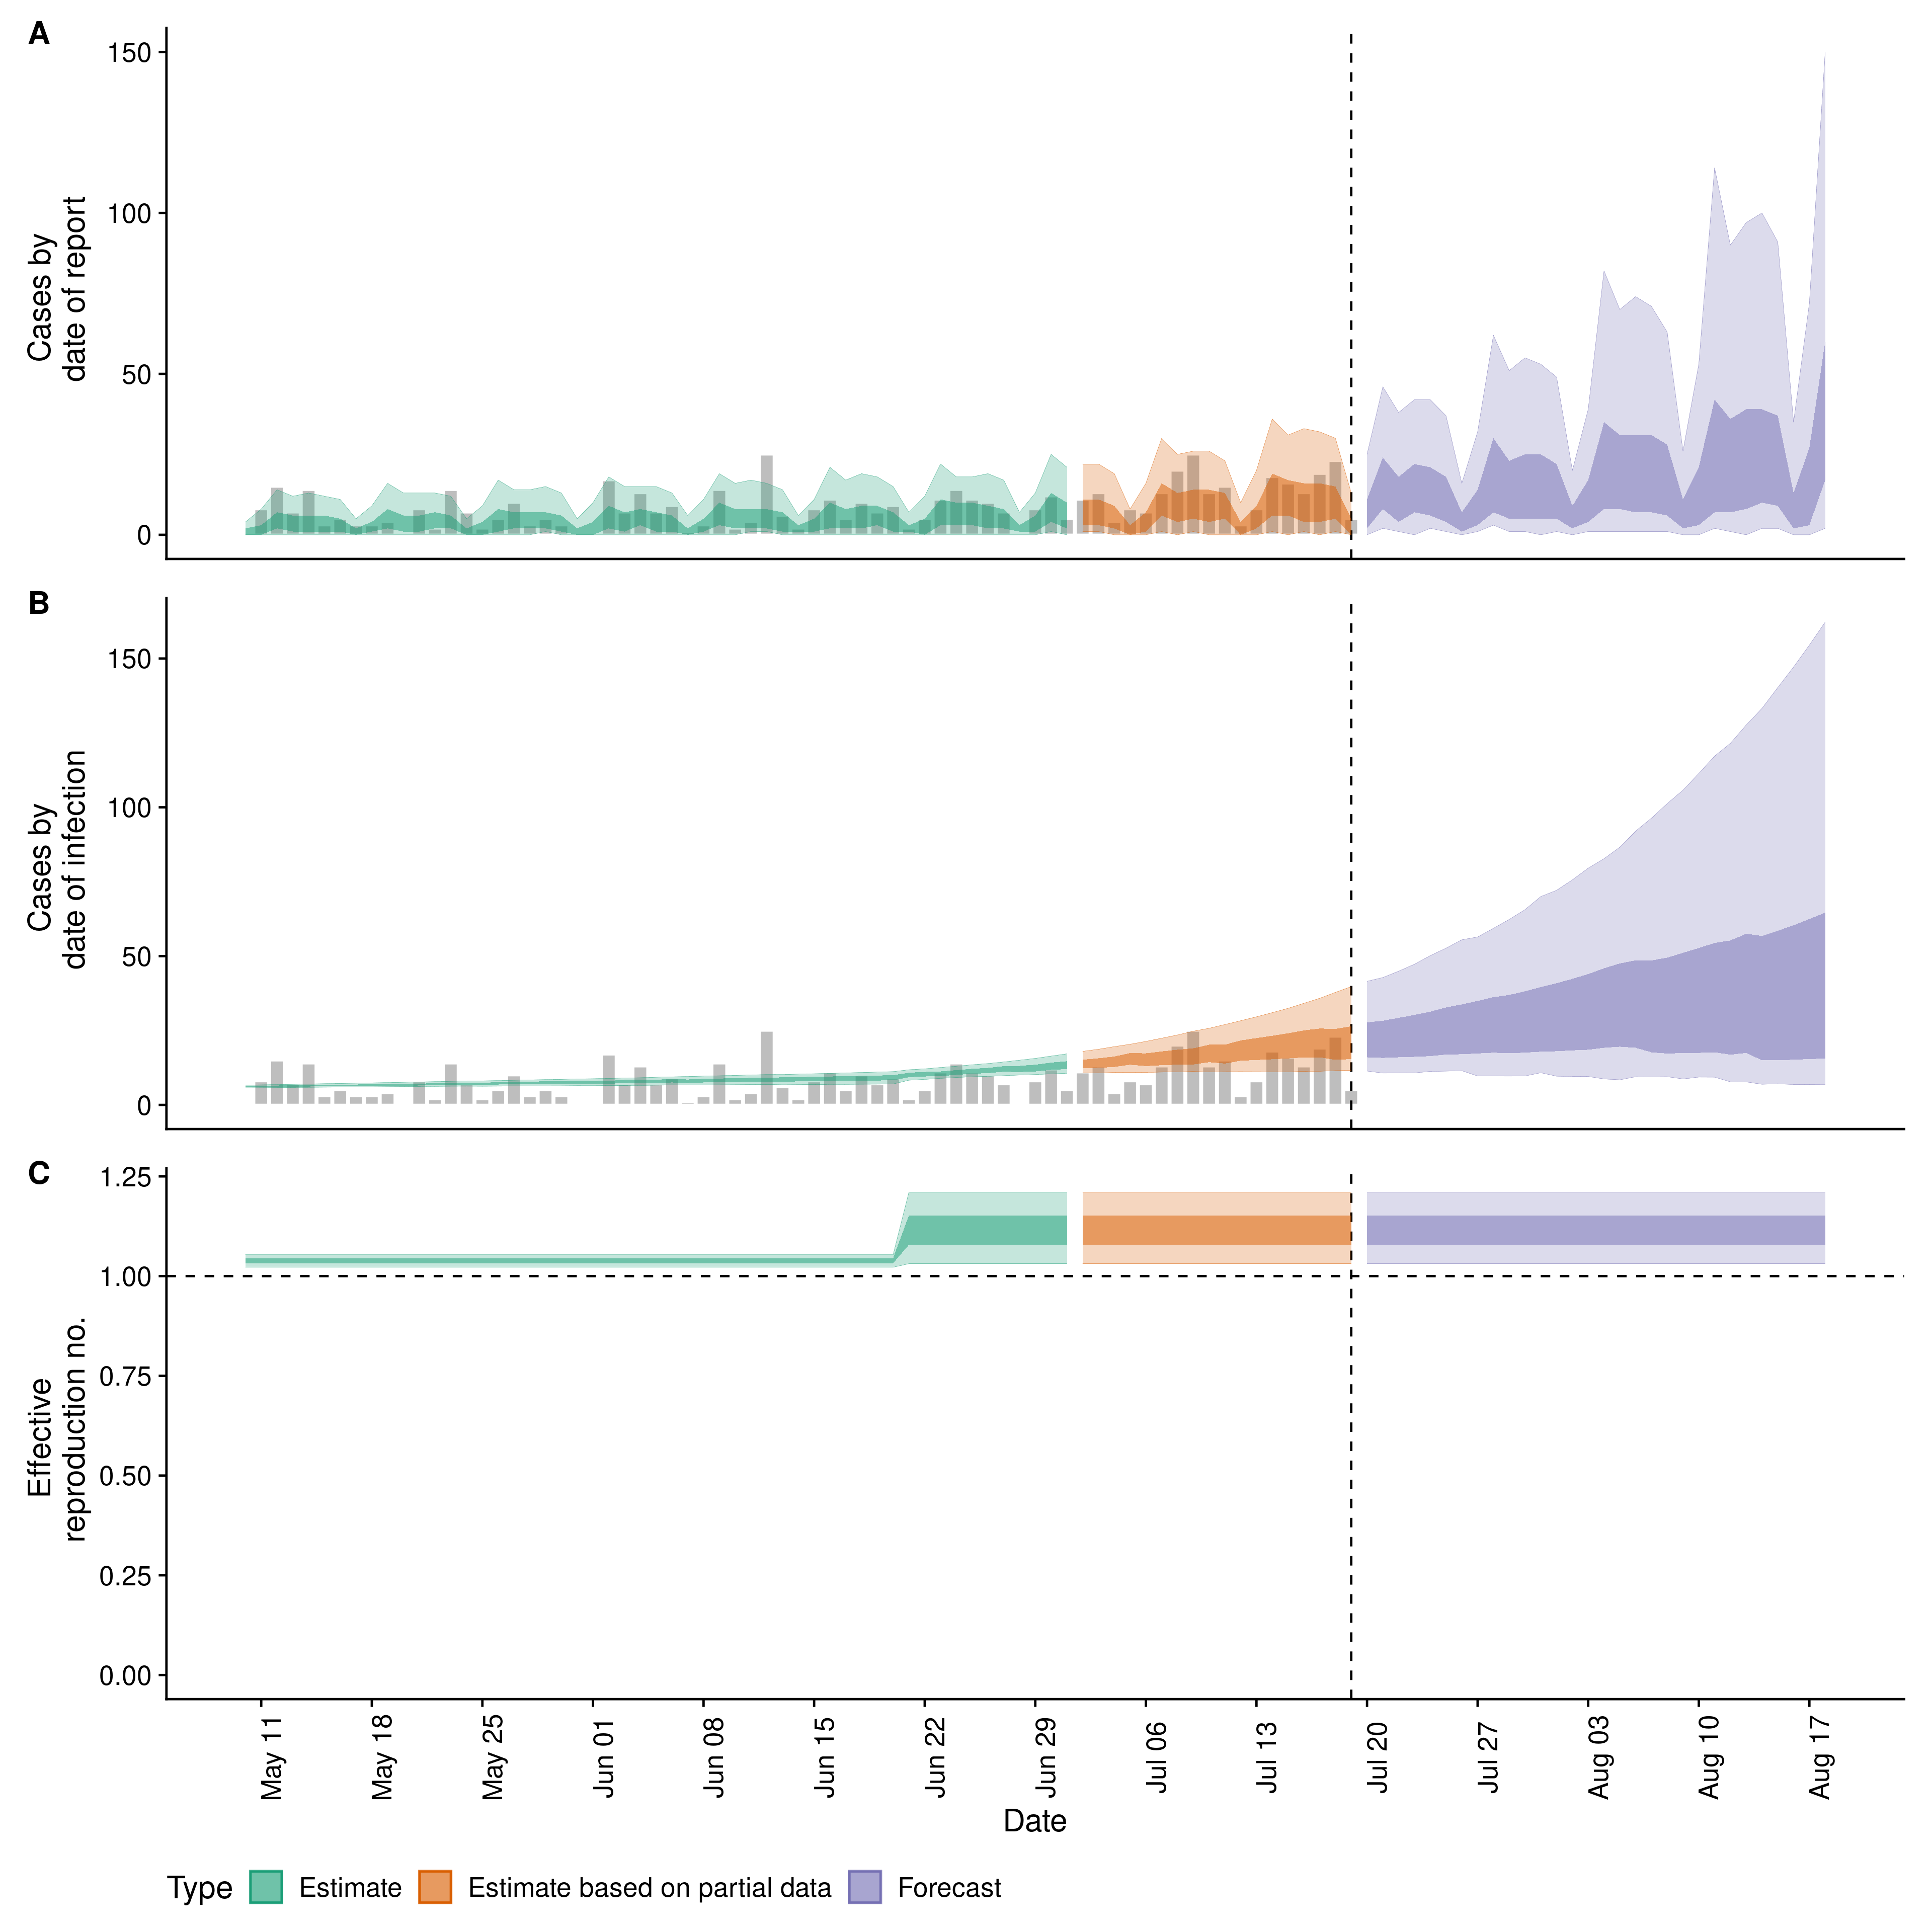 A
150
100
50
0
Cases by
date of report
B
150
100
50
0
Cases by
date of infection
C
1.25
1.00
0.75
0.50
0.25
0.00
Effective
reproduction no.
May 11
May 18
May 25
Jun 01
Jun 08
Jun 15
Jun 22
Jun 29
Jul 06
Jul 13
Jul 20
Jul 27
Aug 03
Aug 10
Aug 17
Date
Type Estimate Estimate based on partial data Forecast